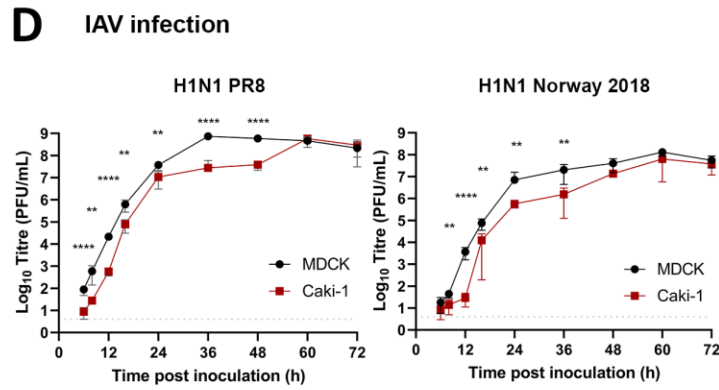 D IAV infection
H1N1 PR8
Log10 Titre (PFU/mL)
9
8
7
6
5
4
3
2
1
0
****
**
****
**
**
****
****
MDCK
Caki-1
0 12 24 36 48 60 72
Time post inoculation (h)
H1N1 Norway 2018
Log10 Titre (PFU/mL)
9
8
7
6
5
4
3
2
1
0
**
****
**
**
**
MDCK
Caki-1
0 12 24 36 48 60 72
Time post inoculation (h)